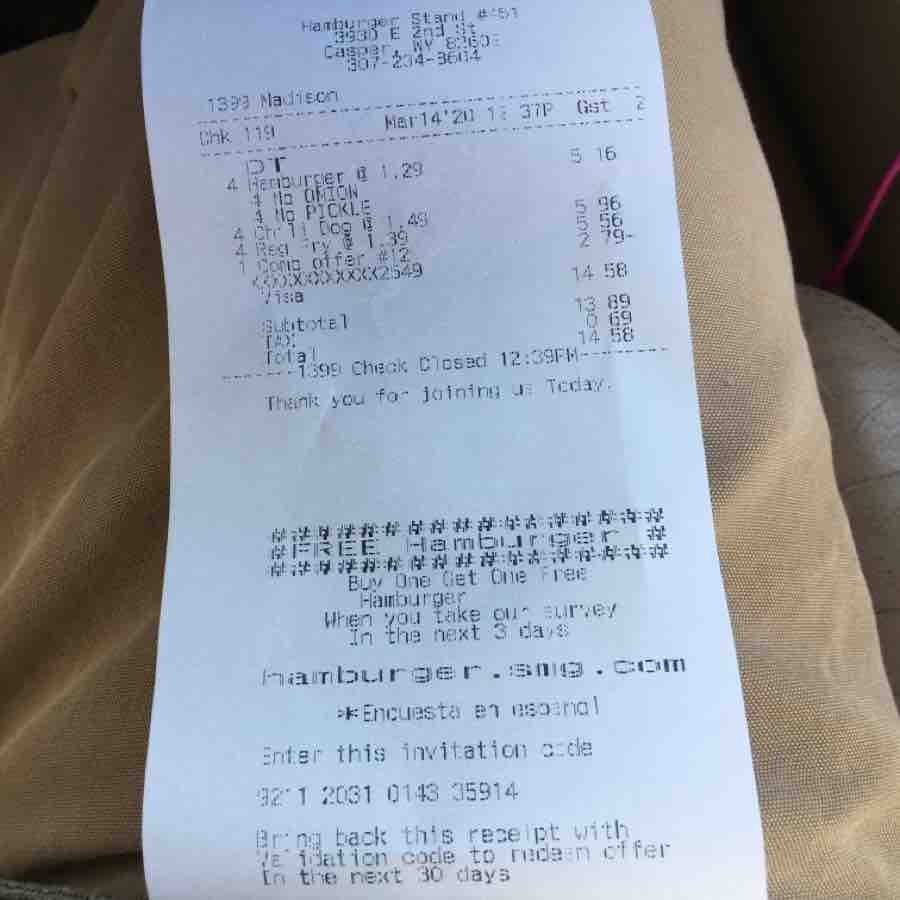 Hamburger Stand
3930 E 2nd St
Casper, WY
307-234-3604
1399 Madison
Chk 119 Mar14'20 12:37P Gst 2
DT
4 Hamburger @ 1.29 5.16
4 No ONION
4 No PICKLE
4 Chili Dog @ 1.49 5.96
4 Reg Fry @ 1.39 5.56
1 Comb offer #12 2.79-
XXXXXXXXXXXX2549
Visa 14.58
Subtotal 13.89
TAX 0.69
Total 14.58
-------1399 Check Closed 12:39PM---------
Thank you for joining us Today.
#################
#FREE Hamburger #
#################
Buy One Get One Free
Hamburger
When you take our survey
In the next 3 days
hamburger.smg.com
*Encuesta en espanol
Enter this invitation code
9211 2031 0143 35914
Bring back this receipt with
Validation code to redeem offer
In the next 30 days